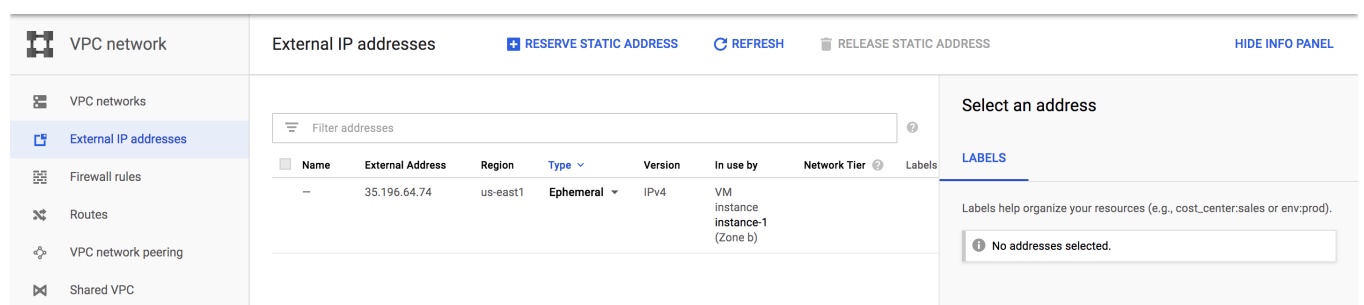 VPC network
External IP addresses
RESERVE STATIC ADDRESS
REFRESH
RELEASE STATIC ADDRESS
HIDE INFO PANEL
VPC networks
External IP addresses
Firewall rules
Routes
VPC network peering
Shared VPC
Filter addresses
Name External Address Region Type Version In use by Network Tier Labels
– 35.196.64.74 us-east1 Ephemeral IPv4 VM
instance
instance-1
(Zone b)
Select an address
LABELS
Labels help organize your resources (e.g., cost_center:sales or env:prod).
No addresses selected.